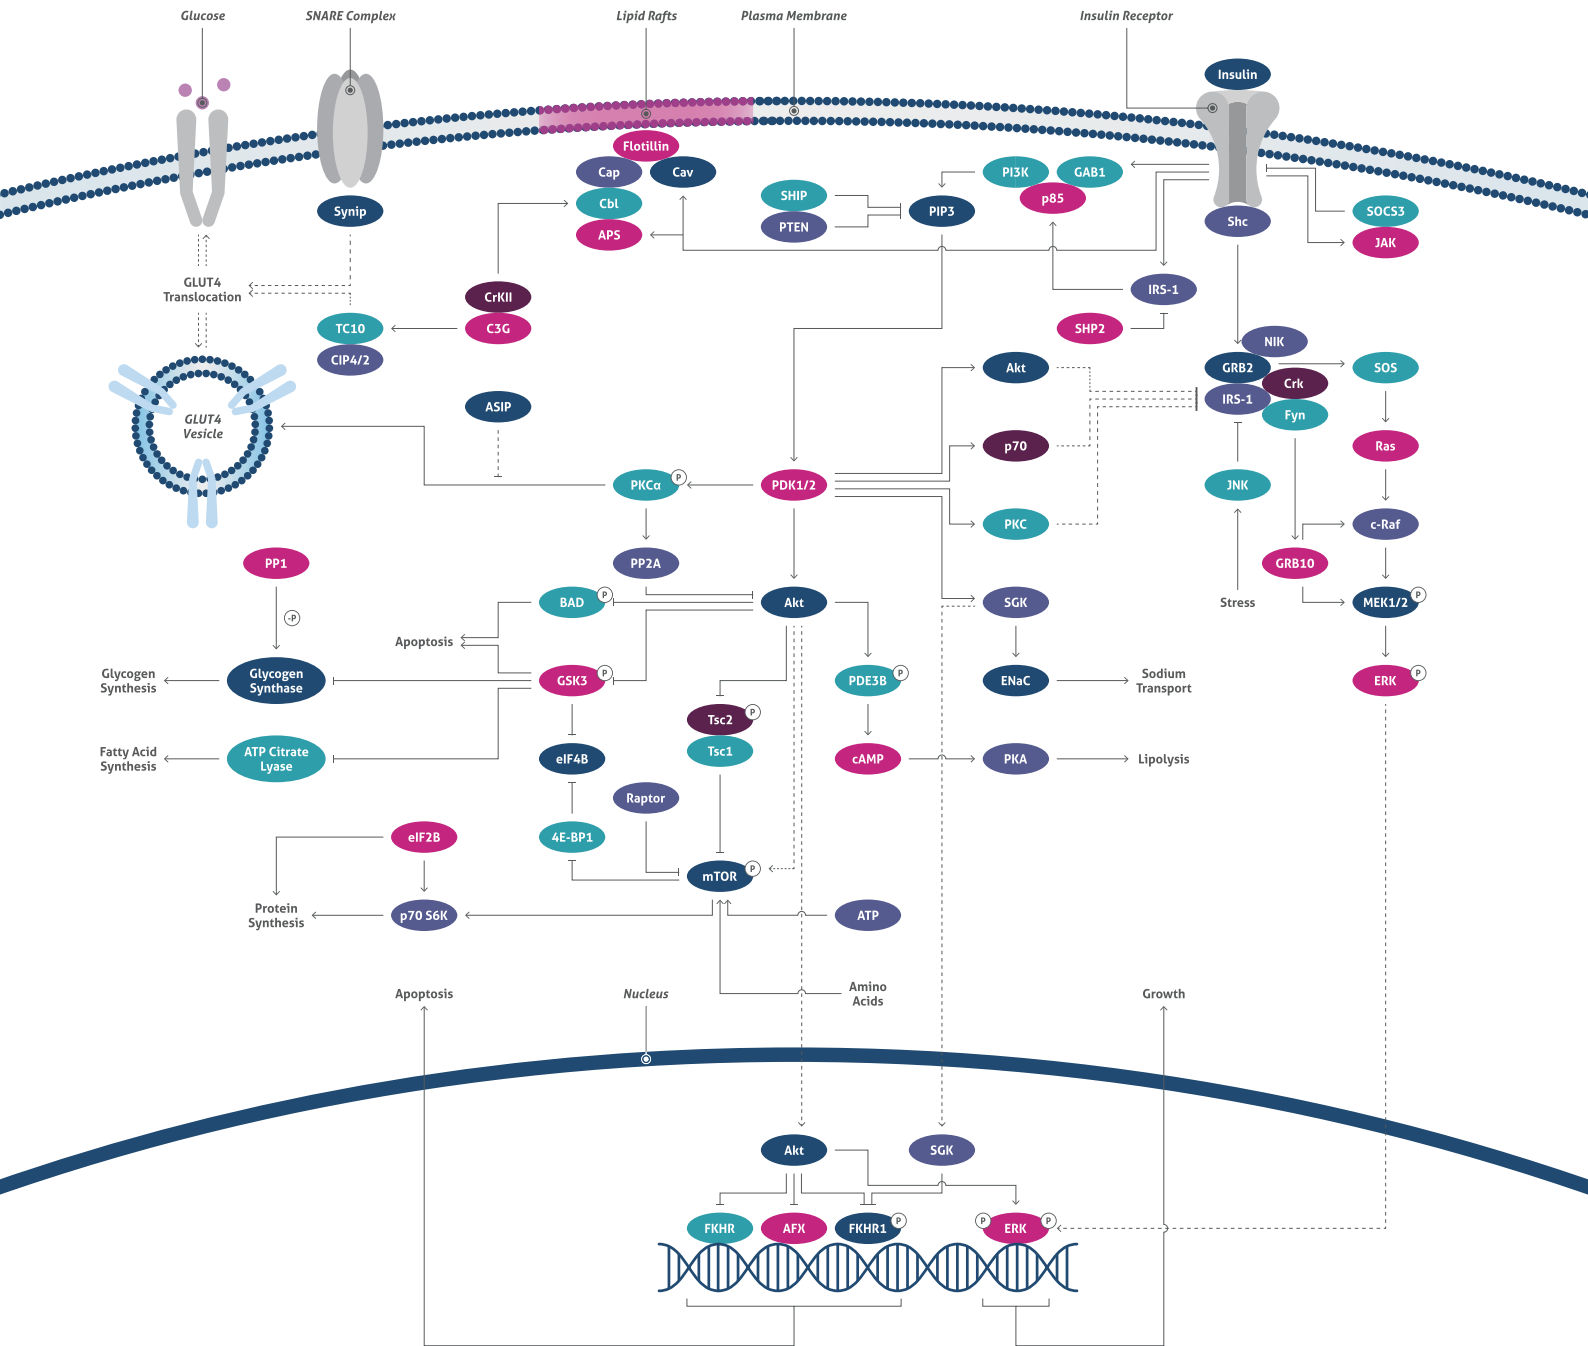 Glucose
SNARE Complex
Lipid Rafts
Plasma Membrane
Insulin Receptor
Insulin
Flotillin
Cap
Cav
PI3K
GAB1
SHIP
p85
Cbl
Synip
PIP3
SOCS3
PTEN
APS
Shc
JAK
GLUT4
Translocation
IRS-1
CrKII
TC10
C3G
SHP2
NIK
CIP4/2
Akt
GRB2
SOS
Crk
IRS-1
ASIP
Fyn
GLUT4
Vesicle
p70
Ras
PKCα
P
PDK1/2
JNK
PKC
c-Raf
PP1
PP2A
GRB10
-P
BAD
P
Akt
SGK
Stress
MEK1/2
P
Apoptosis
Glycogen
Synthesis
Glycogen
Synthase
GSK3
P
PDE3B
P
ENaC
Sodium
Transport
ERK
P
Tsc2
P
Tsc1
Fatty Acid
Synthesis
ATP Citrate
Lyase
eIF4B
cAMP
PKA
Lipolysis
Raptor
eIF2B
4E-BP1
mTOR
P
Protein
Synthesis
p70 S6K
ATP
Apoptosis
Nucleus
Amino
Acids
Growth
Akt
SGK
FKHR
AFX
FKHR1
P
P
ERK
P